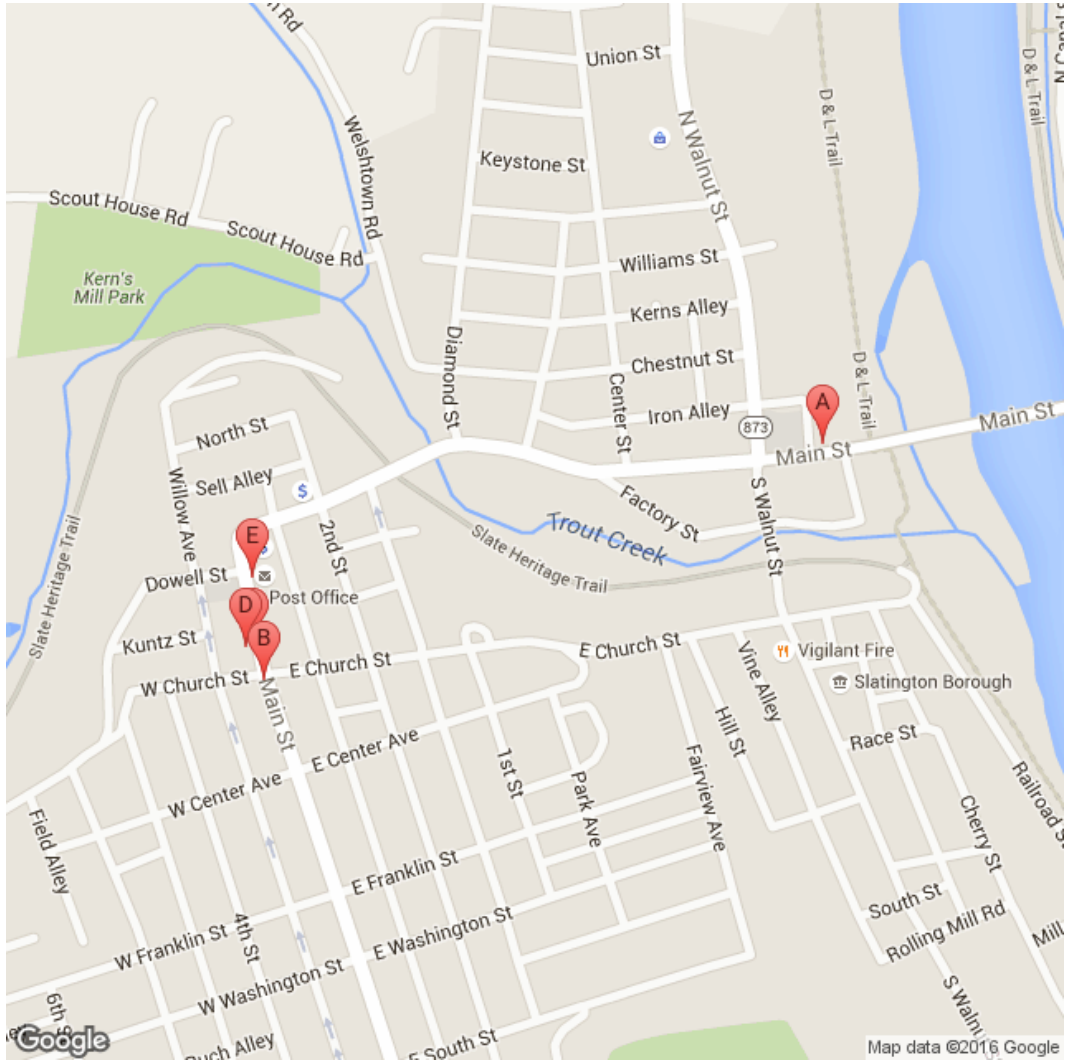 Union St
N Walnut St
D & L Trail
D & L Trail
Keystone St
Welshtown Rd
Scout House Rd
Scout House Rd
Kern's
Mill Park
Williams St
Kerns Alley
Diamond St
Chestnut St
Center St
D & L Trail
Iron Alley
A
873
Main St
Main St
North St
Sell Alley
Willow Ave
$
2nd St
Factory St
Trout Creek
S Walnut St
Slate Heritage Trail
Slate Heritage Trail
E
Dowell St
Post Office
D
B
Kuntz St
W Church St
E Church St
E Church St
Main St
Vigilant Fire
Slatington Borough
Vine Alley
Hill St
Race St
E Center Ave
W Center Ave
1st St
Park Ave
Fairview Ave
Railroad St
Cherry St
Field Alley
E Franklin St
W Franklin St
4th St
E Washington St
W Washington St
South St
Rolling Mill Rd
6th St
S Walnut
E South St
Google
Map data ©2016 Google